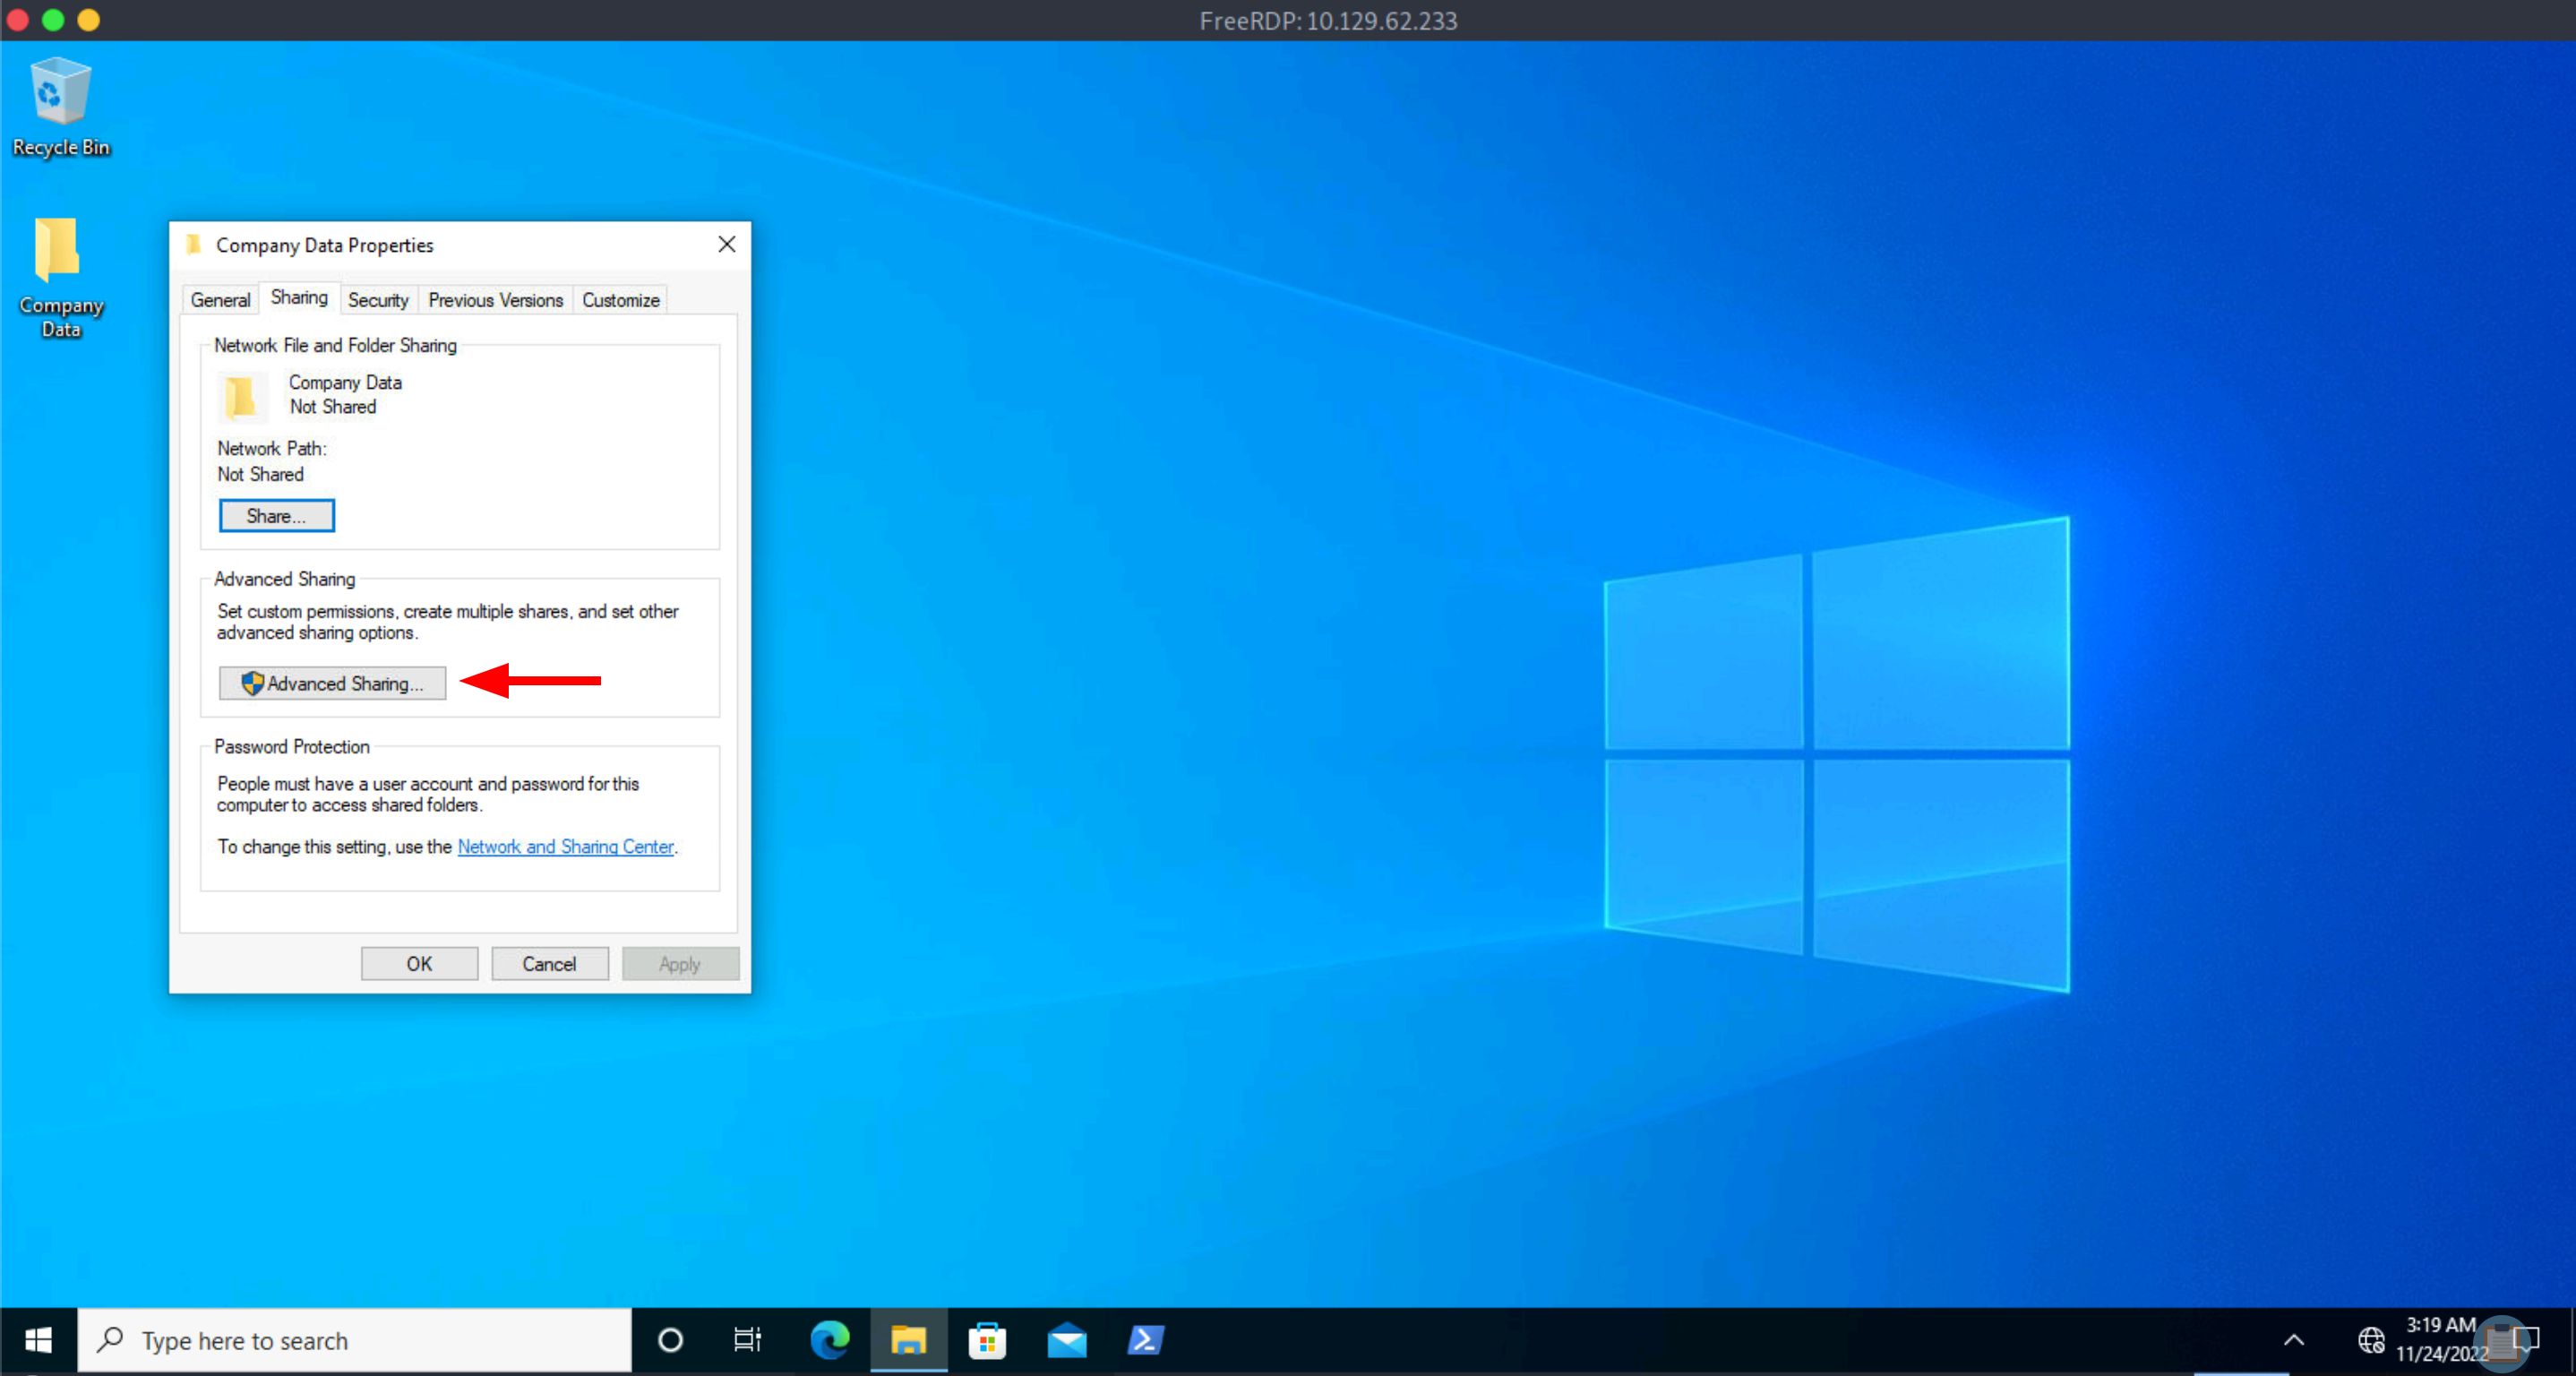 FreeRDP: 10.129.62.233
Recycle Bin
Company
Data
Company Data Properties
General
Sharing
Security
Previous Versions
Customize
Network File and Folder Sharing
Company Data
Not Shared
Network Path:
Not Shared
Share...
Advanced Sharing
Set custom permissions, create multiple shares, and set other
advanced sharing options.
Advanced Sharing...
Password Protection
People must have a user account and password for this
computer to access shared folders.
To change this setting, use the Network and Sharing Center.
OK
Cancel
Apply
Type here to search
3:19 AM
11/24/2022